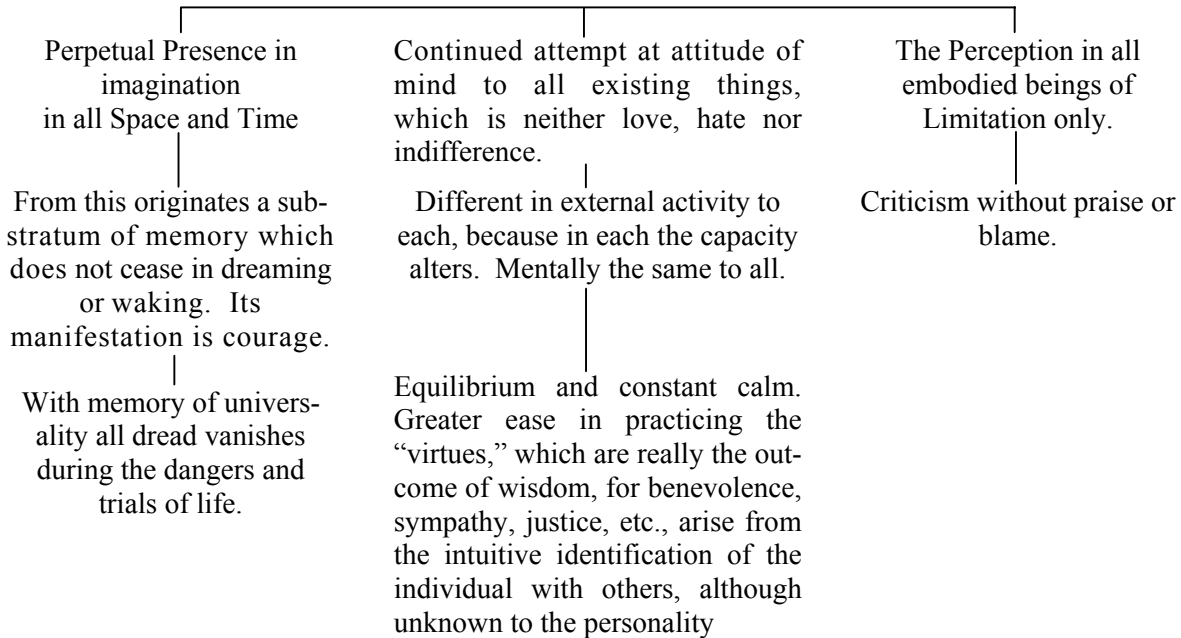 Perpetual Presence in
imagination
in all Space and Time
From this originates a sub-
stratum of memory which
does not cease in dreaming
or waking. Its
manifestation is courage.
With memory of univer-
sality all dread vanishes
during the dangers and
trials of life.
Continued attempt at attitude of
mind to all existing things,
which is neither love, hate nor
indifference.
Different in external activity to
each, because in each the capacity
alters. Mentally the same to all.
Equilibrium and constant calm.
Greater ease in practicing the
“virtues,” which are really the out-
come of wisdom, for benevolence,
sympathy, justice, etc., arise from
the intuitive identification of the
individual with others, although
unknown to the personality
The Perception in all
embodied beings of
Limitation only.
Criticism without praise or
blame.